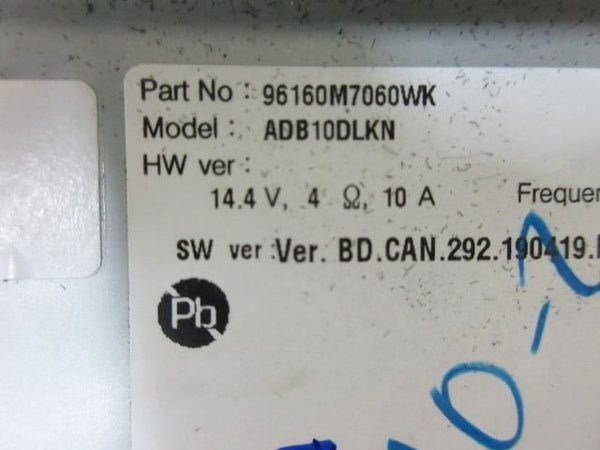 Part No : 96160M7060WK
Model : ADB10DLKN
HW ver :
14.4 V, 4 Ω, 10 A
SW ver :Ver. BD.CAN.292.190419.
Pb